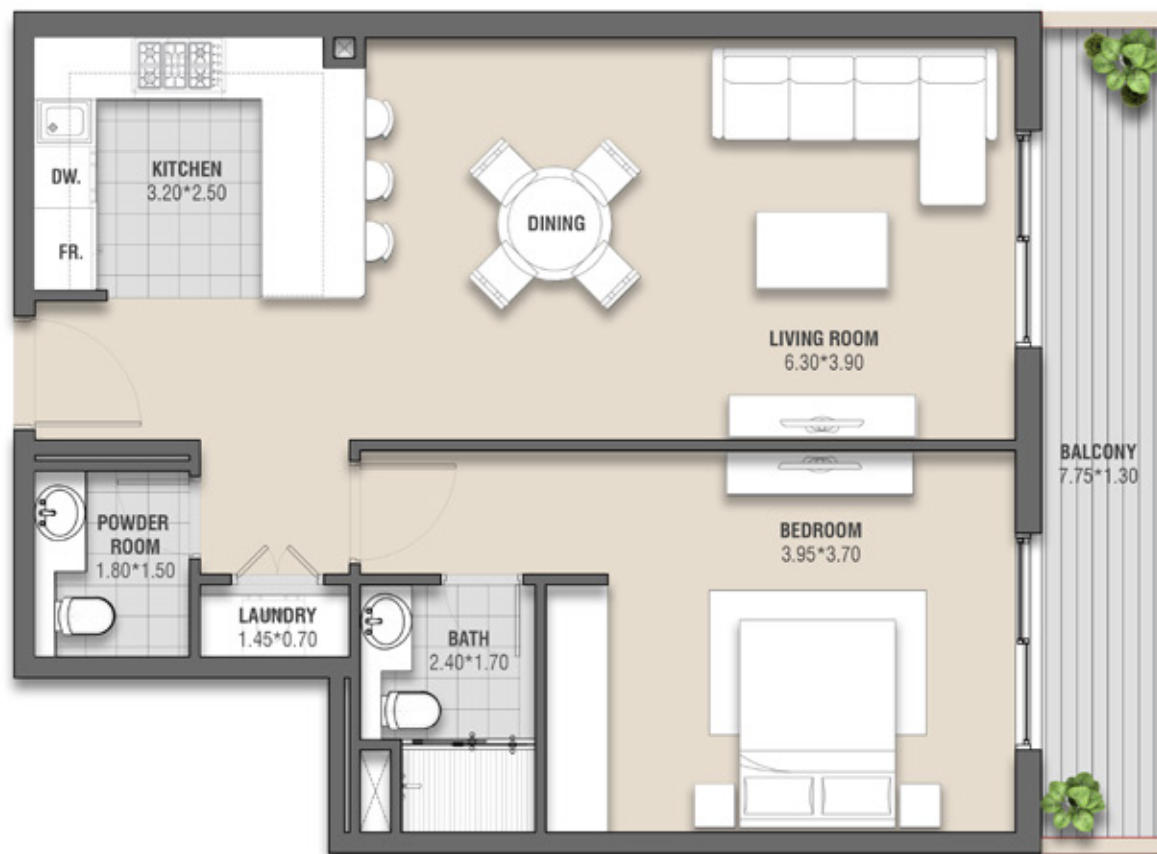 KITCHEN
3.20*2.50
DW.
FR.
DINING
LIVING ROOM
6.30*3.90
BALCONY
7.75*1.30
POWDER
ROOM
1.80*1.50
BEDROOM
3.95*3.70
LAUNDRY
1.45*0.70
BATH
2.40*1.70